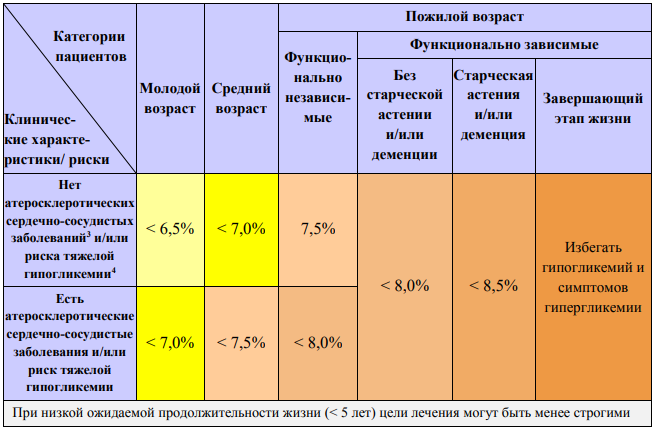 Категории
пациентов
Клиничес-
кие характе-
ристики/ риски
Молодой
возраст
Средний
возраст
Пожилой возраст
Функцио-
нально
независи-
мые
Функционально зависимые
Без
старческой
астении
и/или
деменции
Старческая
астения
и/или
деменция
Завершающий
этап жизни
Нет
атеросклеротических
сердечно-сосудистых
заболеваний³ и/или
риска тяжелой
гипогликемии⁴
< 6,5%
< 7,0%
7,5%
< 8,0%
< 8,5%
Избегать
гипогликемий и
симптомов
гипергликемии
Есть
атеросклеротические
сердечно-сосудистые
заболевания и/или
риск тяжелой
гипогликемии
< 7,0%
< 7,5%
< 8,0%
При низкой ожидаемой продолжительности жизни (< 5 лет) цели лечения могут быть менее строгими